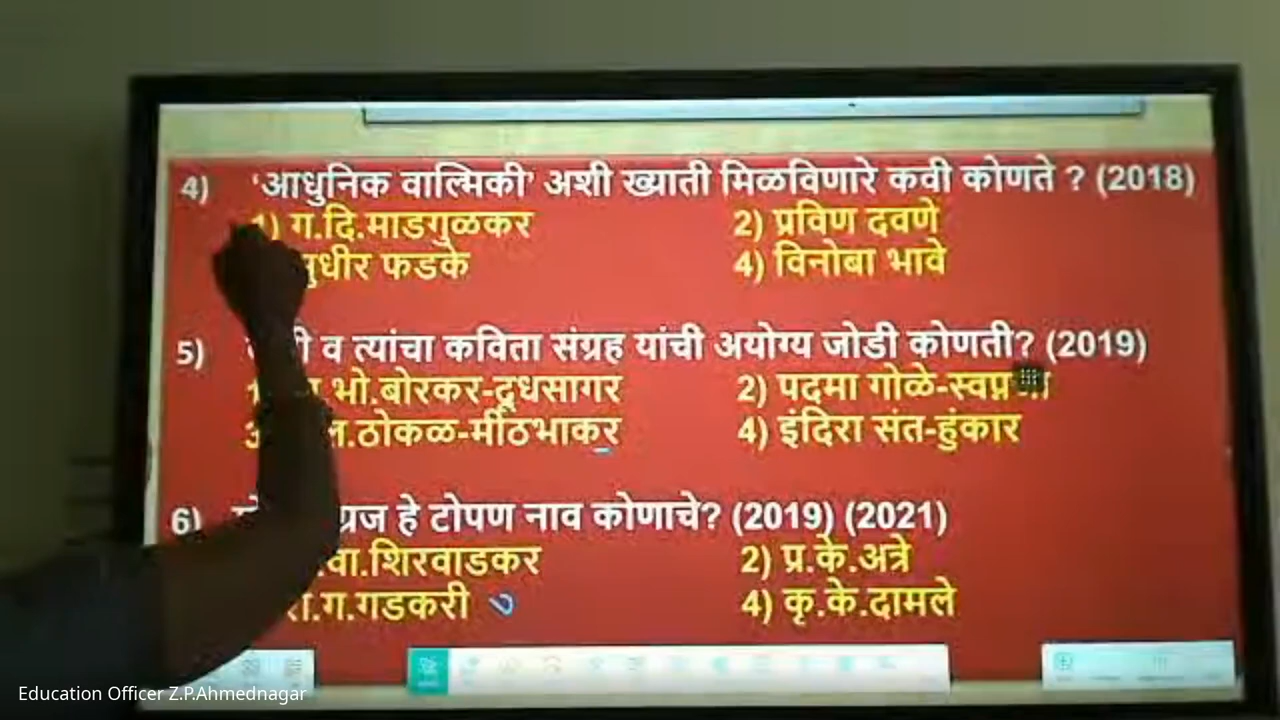 4) 'आधुनिक वाल्मिकी' अशी ख्याती मिळविणारे कवी कोणते ? (2018)
1) ग.दि.माडगुळकर 2) प्रविण दवणे
सुधीर फडके 4) विनोबा भावे
5) व त्यांचा कविता संग्रह यांची अयोग्य जोडी कोणती? (2019)
भो.बोरकर-दूधसागर 2) पदमा गोळे-
ठोकळ-मीठभाकर 4) इंदिरा संत-हुंकार
6) हे टोपण नाव कोणाचे? (2019) (2021)
वा.शिरवाडकर 2) प्र.के.अत्रे
रा.ग.गडकरी 4) कृ.के.दामले
Education Officer Z.P.Ahmednagar